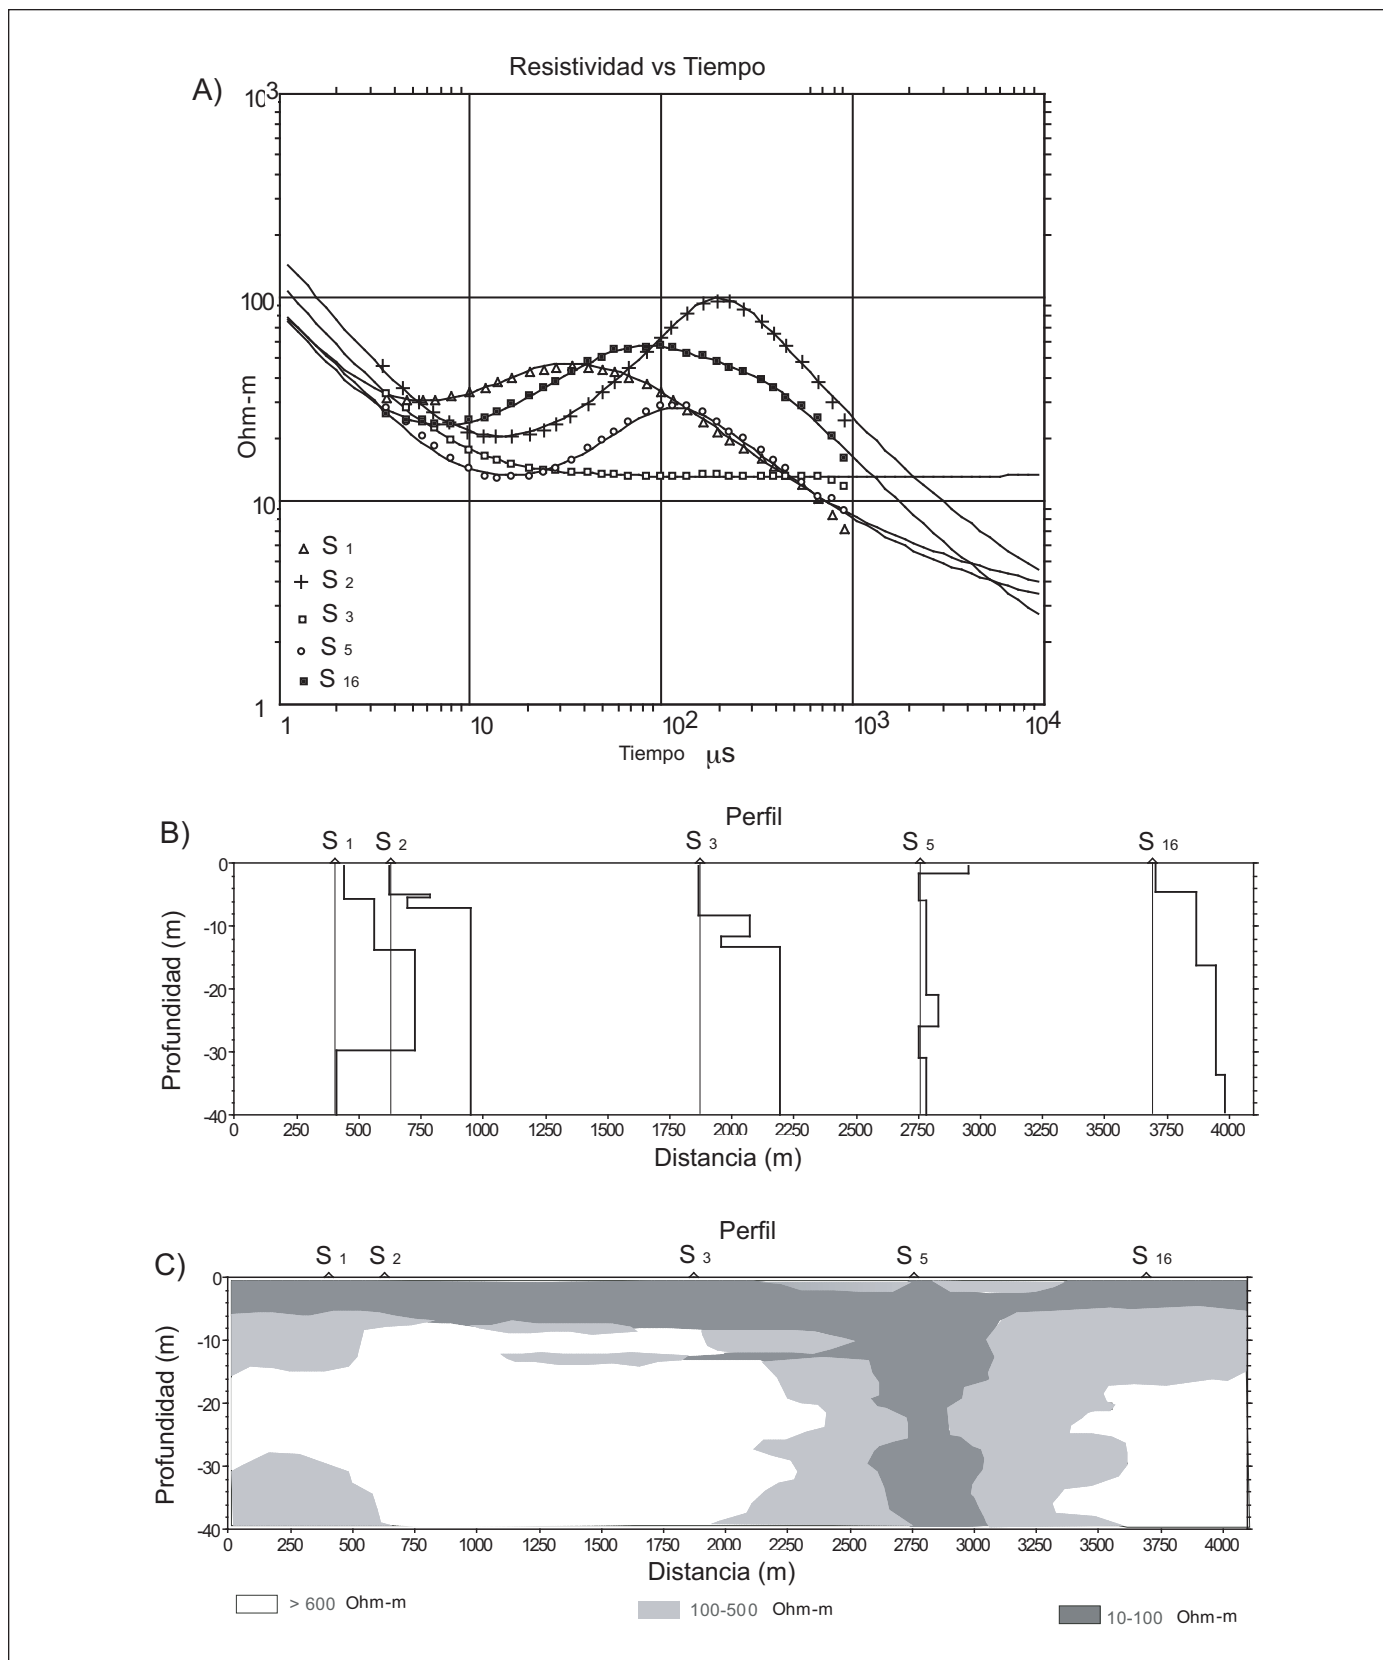 Resistividad vs Tiempo
A)
10³
100
10
1
Ohm-m
S 1
S 2
S 3
S 5
S 16
1 10 10² 10³ 10⁴
Tiempo μs
Perfil
B)
S 1 S 2 S 3 S 5 S 16
0
-10
-20
-30
-40
Profundidad (m)
0 250 500 750 1000 1250 1500 1750 2000 2250 2500 2750 3000 3250 3500 3750 4000
Distancia (m)
Perfil
C)
S 1 S 2 S 3 S 5 S 16
0
-10
-20
-30
-40
Profundidad (m)
0 250 500 750 1000 1250 1500 1750 2000 2250 2500 2750 3000 3250 3500 3750 4000
Distancia (m)
> 600 Ohm-m
100-500 Ohm-m
10-100 Ohm-m